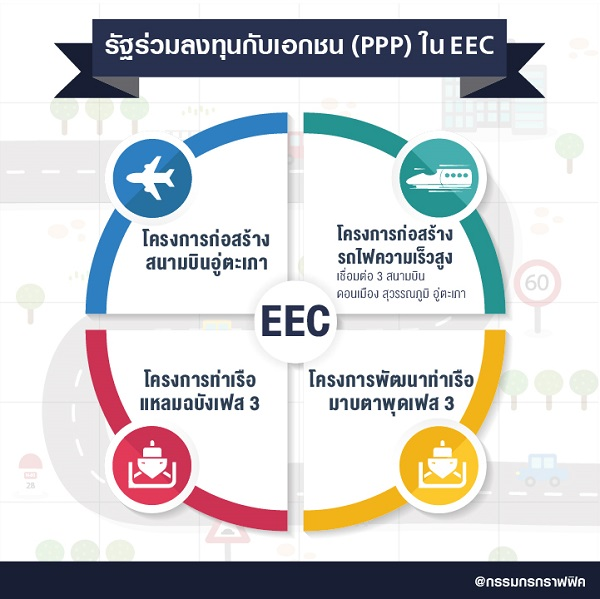 รัฐร่วมลงทุนกับเอกชน (PPP) ใน EEC
โครงการก่อสร้าง
สนามบินอู่ตะเภา
โครงการก่อสร้าง
รถไฟความเร็วสูง
เชื่อมต่อ 3 สนามบิน
ดอนเมือง สุวรรณภูมิ อู่ตะเภา
60
EEC
โครงการท่าเรือ
แหลมฉบังเฟส 3
โครงการพัฒนาท่าเรือ
มาบตาพุดเฟส 3
28
@กรรมกรกราฟฟิค